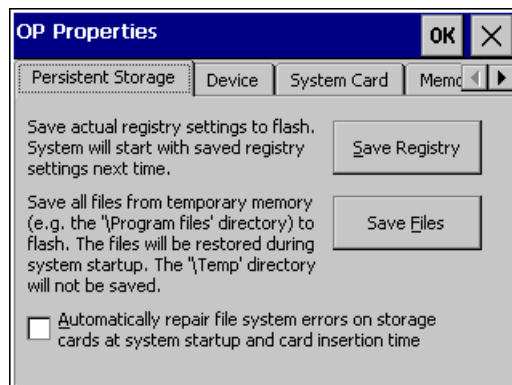 OP Properties
OK
Persistent Storage
Device
System Card
Memo
Save actual registry settings to flash.
System will start with saved registry
settings next time.
Save Registry
Save all files from temporary memory
(e.g. the "\Program files' directory) to
flash. The files will be restored during
system startup. The "\Temp' directory
will not be saved.
Save Files
Automatically repair file system errors on storage
cards at system startup and card insertion time